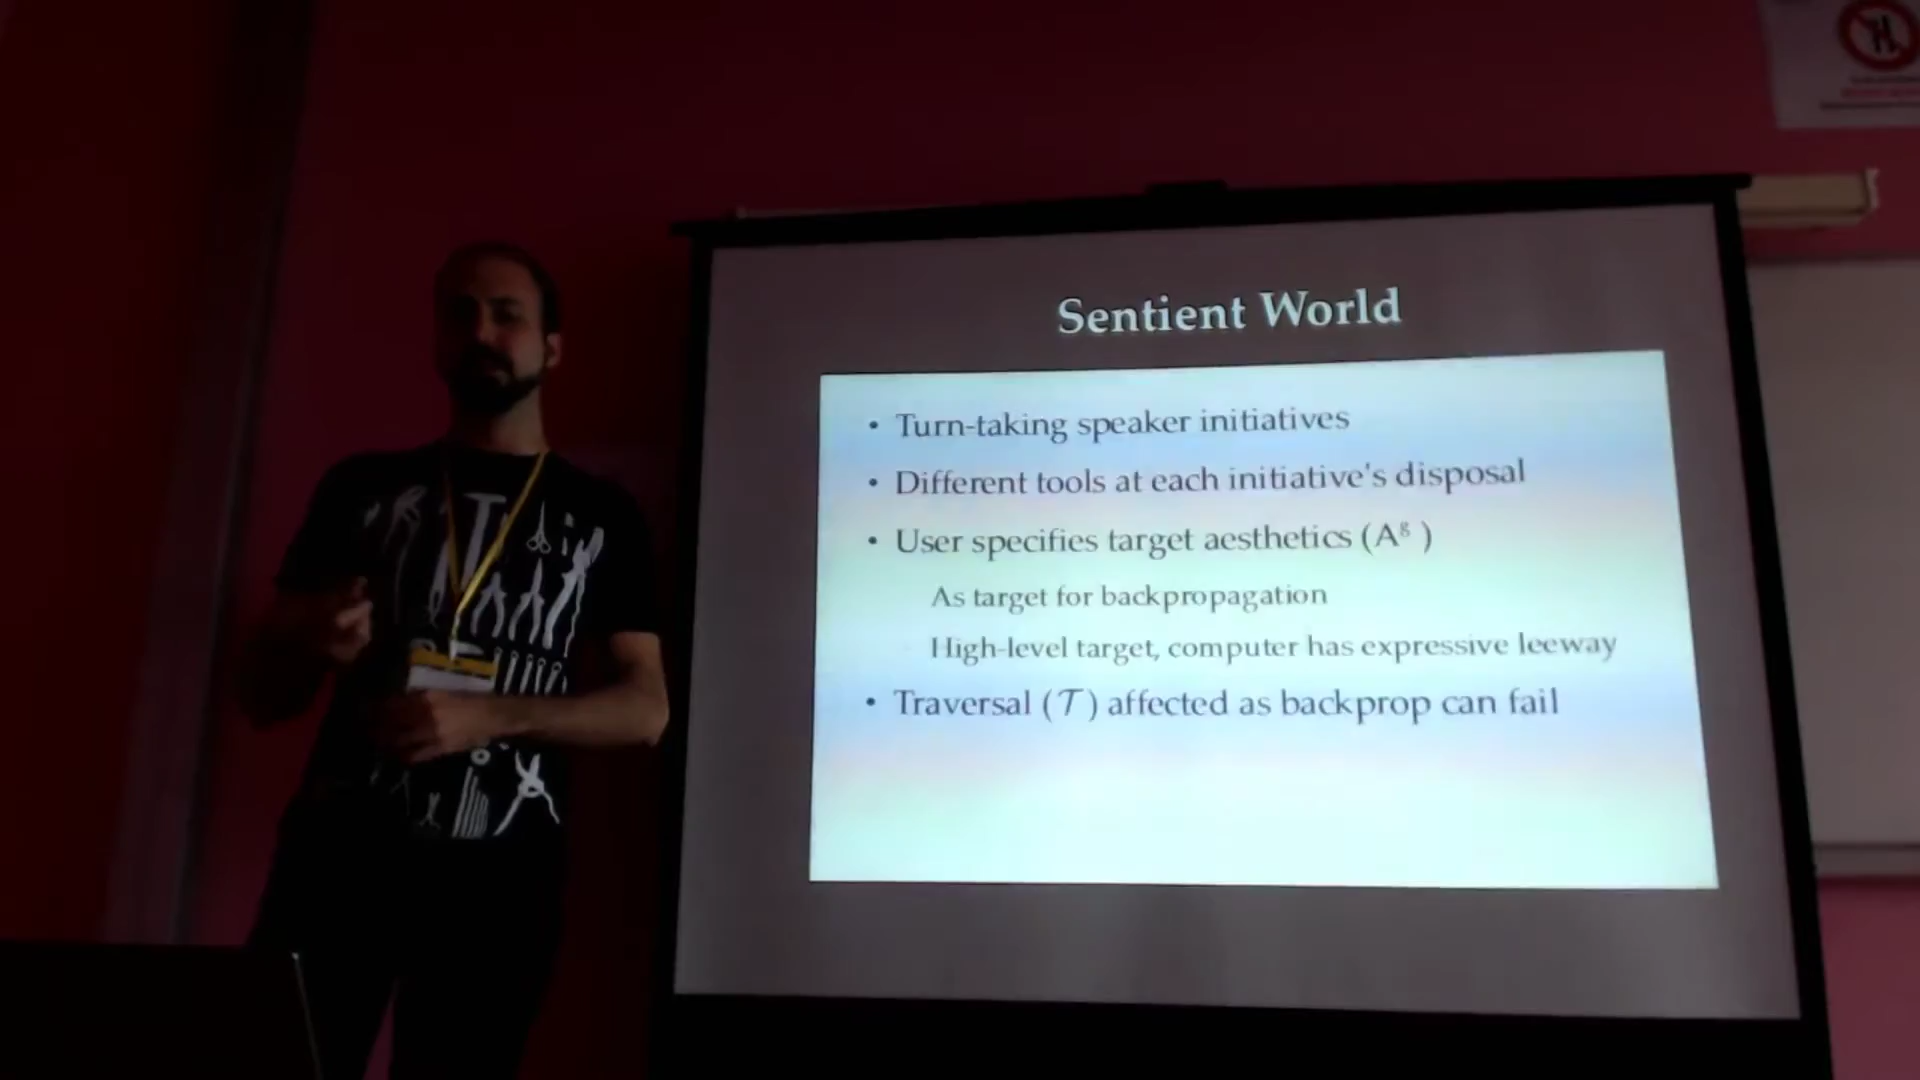 Sentient World
• Turn-taking speaker initiatives
• Different tools at each initiative's disposal
• User specifies target aesthetics (Aᵍ )
As target for backpropagation
High-level target, computer has expressive leeway
• Traversal (𝒯) affected as backprop can fail